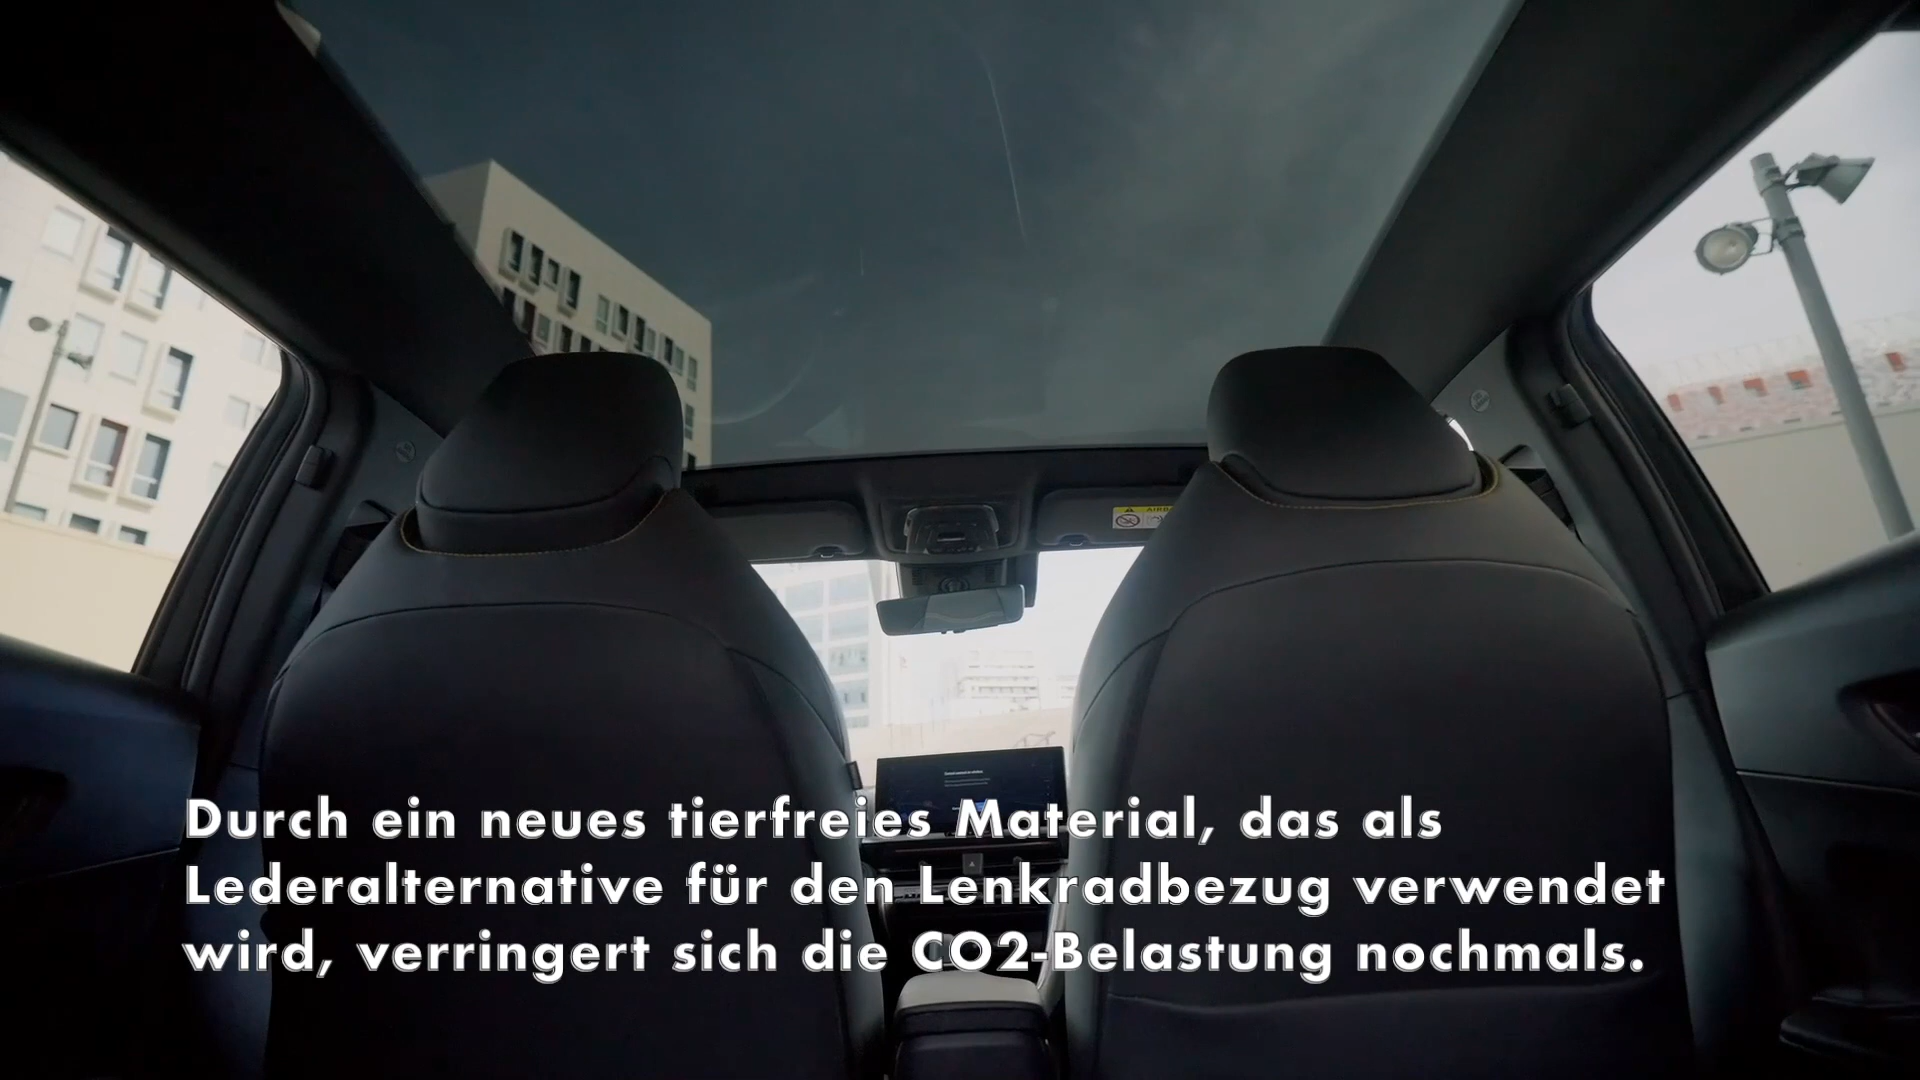 AIRB
Durch ein neues tierfreies Material, das als
Lederalternative für den Lenkradbezug verwendet
wird, verringert sich die CO2-Belastung nochmals.